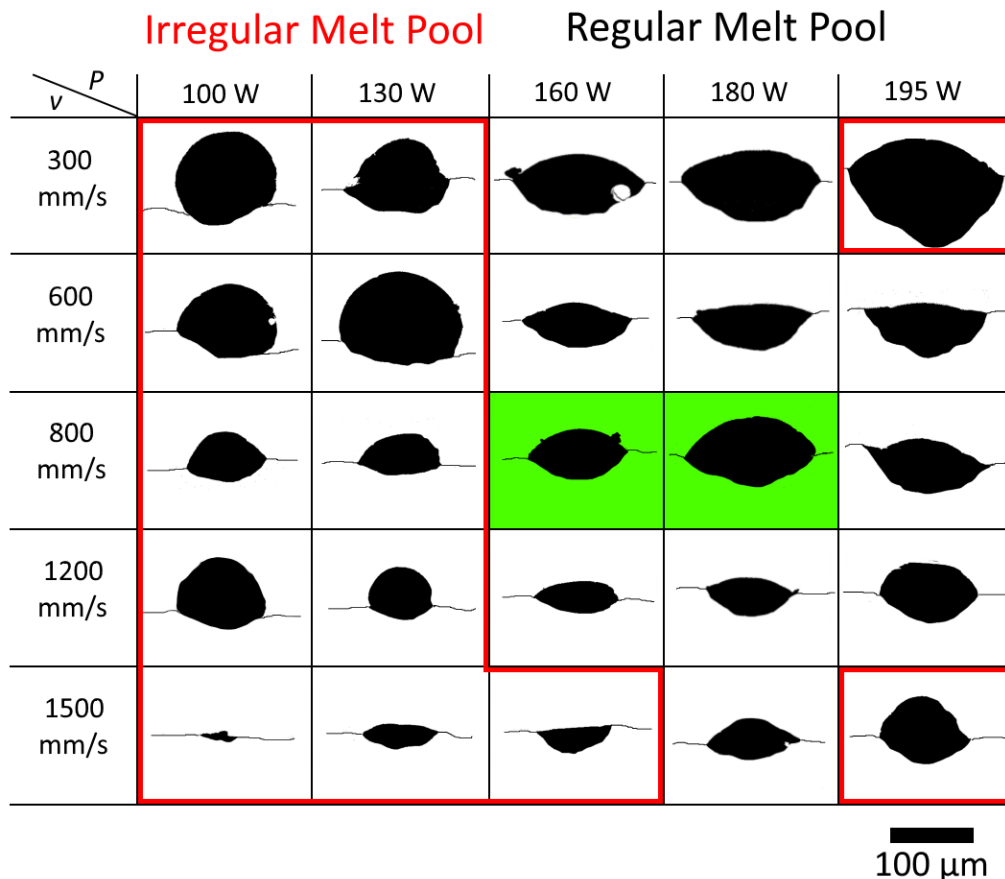 Irregular Melt Pool Regular Melt Pool
P
v
100 W 130 W 160 W 180 W 195 W
300
mm/s
600
mm/s
800
mm/s
1200
mm/s
1500
mm/s
100 µm